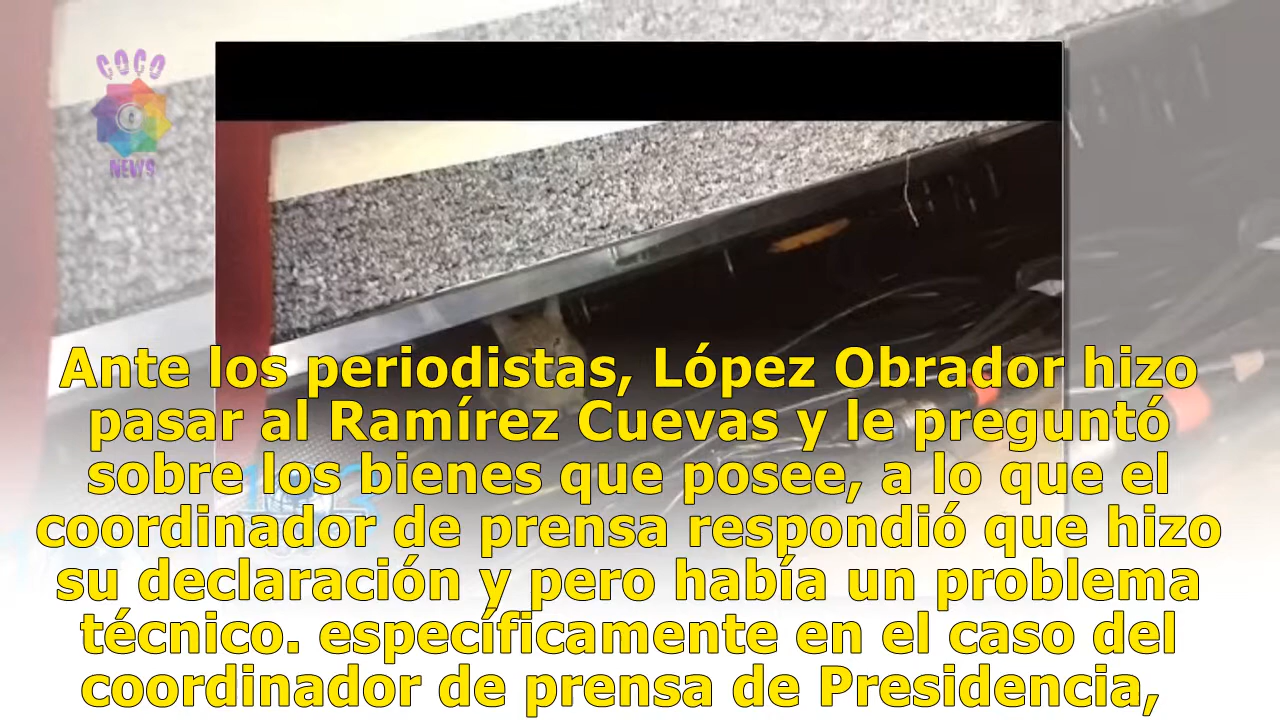 COCO
NEWS
Ante los periodistas, López Obrador hizo
pasar al Ramírez Cuevas y le preguntó
sobre los bienes que posee, a lo que el
coordinador de prensa respondió que hizo
su declaración y pero había un problema
técnico. específicamente en el caso del
coordinador de prensa de Presidencia,